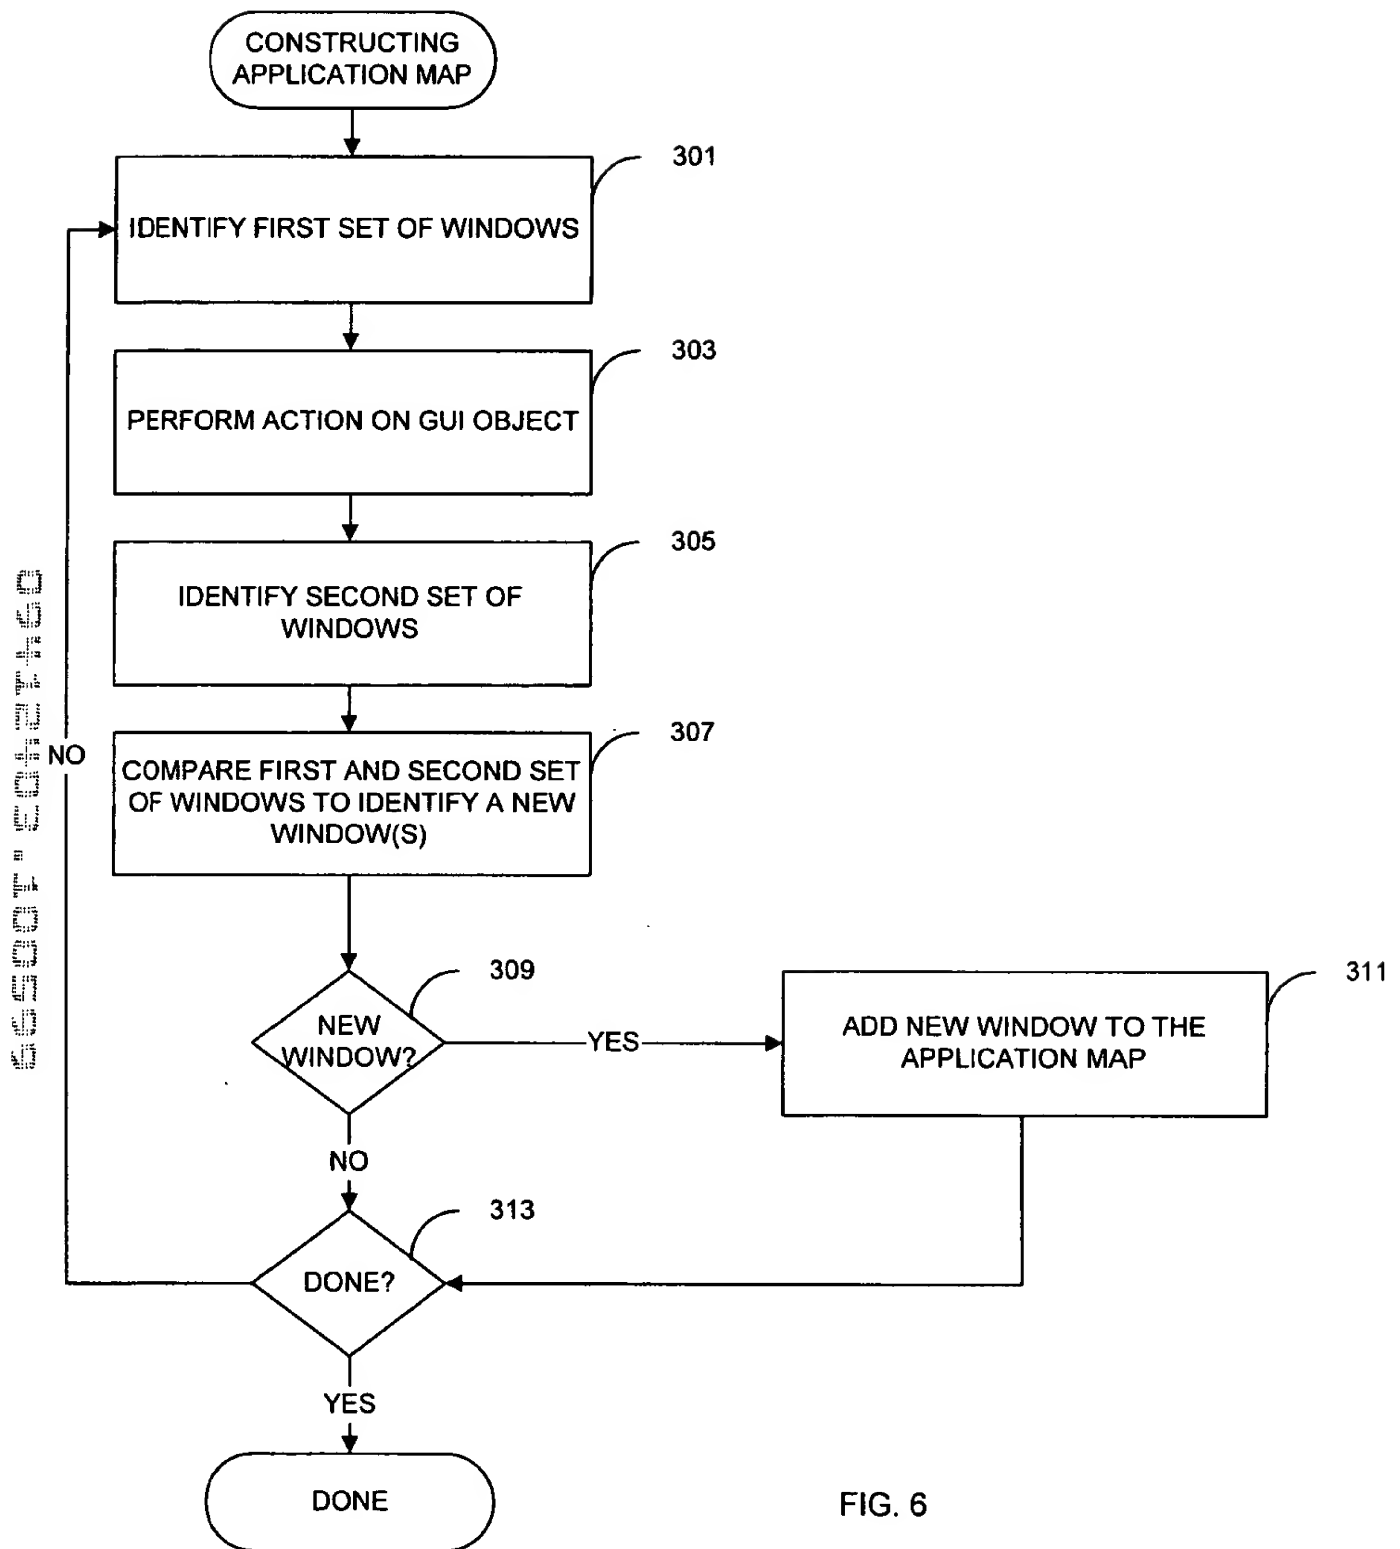 CONSTRUCTING
APPLICATION MAP
301
IDENTIFY FIRST SET OF WINDOWS
303
PERFORM ACTION ON GUI OBJECT
305
IDENTIFY SECOND SET OF
WINDOWS
307
COMPARE FIRST AND SECOND SET
OF WINDOWS TO IDENTIFY A NEW
WINDOW(S)
NO
309
NEW
WINDOW?
YES
311
ADD NEW WINDOW TO THE
APPLICATION MAP
NO
313
DONE?
YES
DONE
FIG. 6